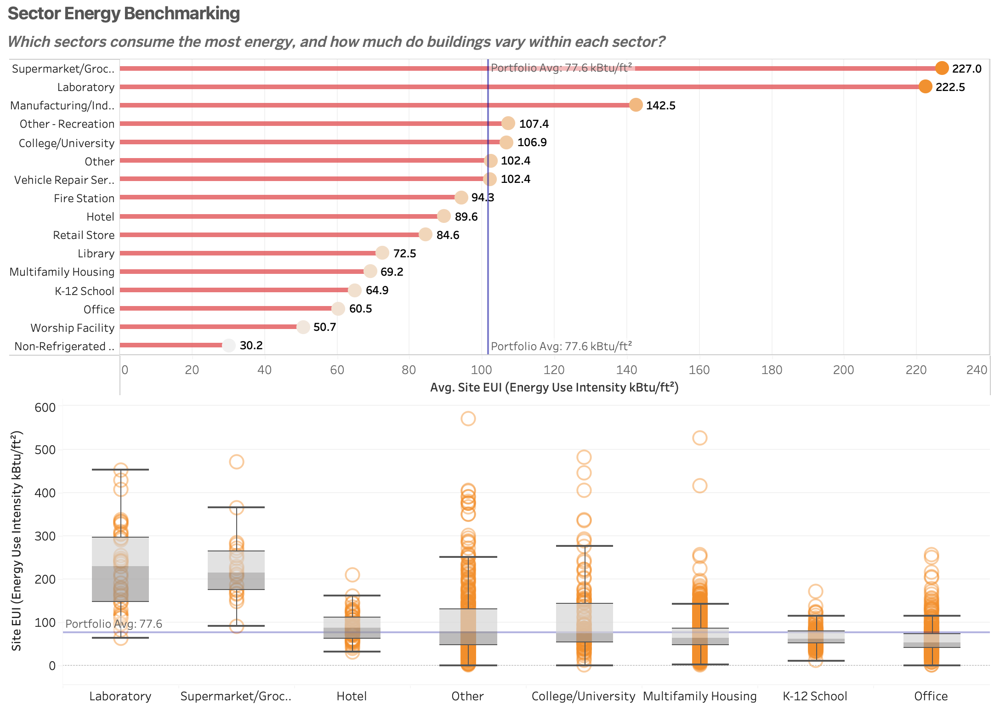 Sector Energy Benchmarking
Which sectors consume the most energy, and how much do buildings vary within each sector?
Supermarket/Groc..
Portfolio Avg: 77.6 kBtu/ft²
227.0
Laboratory
222.5
Manufacturing/Ind..
142.5
Other - Recreation
107.4
College/University
106.9
Other
102.4
Vehicle Repair Ser..
102.4
Fire Station
94.3
Hotel
89.6
Retail Store
84.6
Library
72.5
Multifamily Housing
69.2
K-12 School
64.9
Office
60.5
Worship Facility
50.7
Non-Refrigerated ..
30.2
Portfolio Avg: 77.6 kBtu/ft²
0 20 40 60 80 100 120 140 160 180 200 220 240
Avg. Site EUI (Energy Use Intensity kBtu/ft²)
Site EUI (Energy Use Intensity kBtu/ft²)
600
500
400
300
200
100
0
Portfolio Avg: 77.6
Laboratory Supermarket/Groc.. Hotel Other College/University Multifamily Housing K-12 School Office